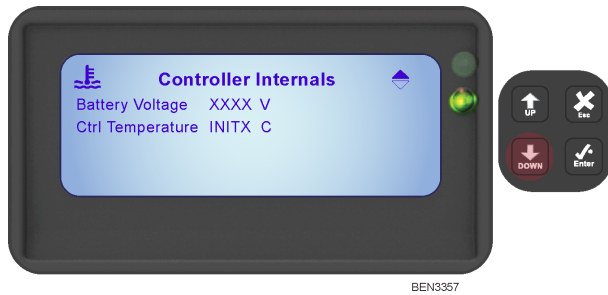 Controller Internals
Battery Voltage XXXX V
Ctrl Temperature INITX C
UP
Esc
DOWN
Enter
BEN3357